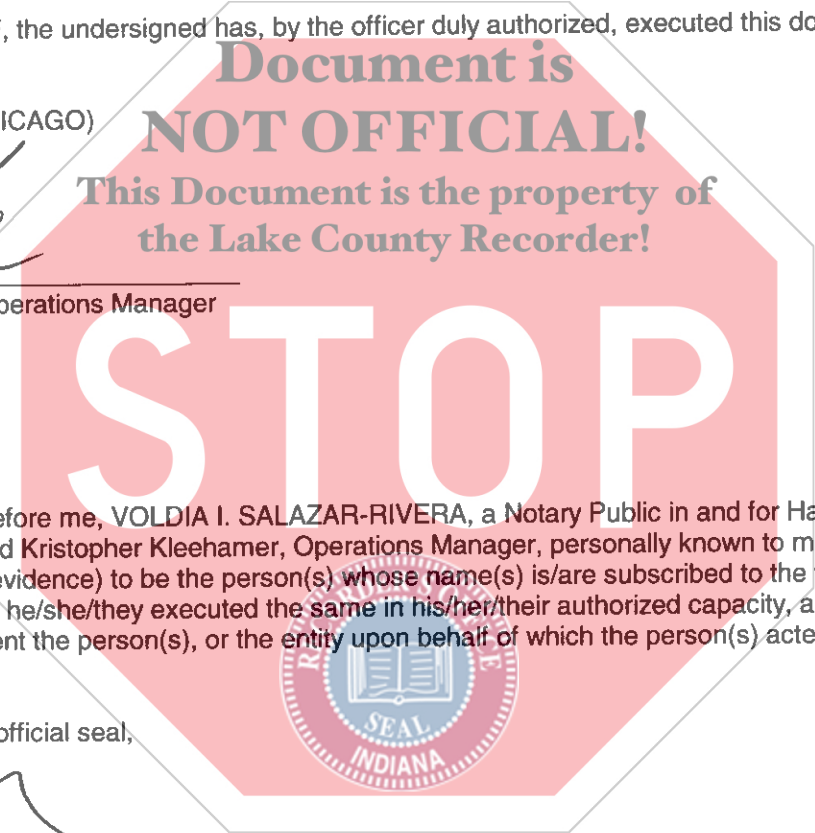 , the undersigned has, by the officer duly authorized, executed this do
Document is
ICAGO)
NOT OFFICIAL!
This Document is the property of
the Lake County Recorder!
perations Manager
STOP
efore me, VOLDIA I. SALAZAR-RIVERA, a Notary Public in and for Ha
d Kristopher Kleehamer, Operations Manager, personally known to m
evidence) to be the person(s) whose name(s) is/are subscribed to the
he/she/they executed the same in his/her/their authorized capacity, a
ent the person(s), or the entity upon behalf of which the person(s) acte
RECORDER'S OFFICE
SEAL
INDIANA
official seal,